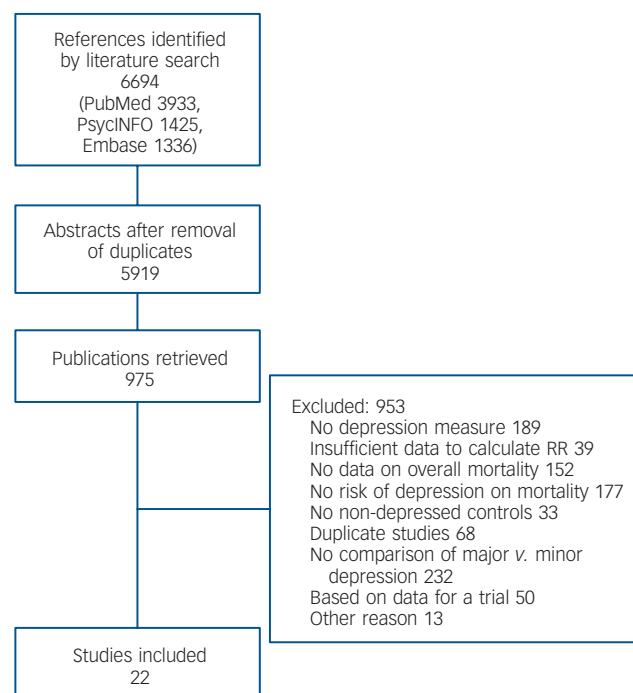 References identified
by literature search
6694
(PubMed 3933,
PsycINFO 1425,
Embase 1336)
Abstracts after removal
of duplicates
5919
Publications retrieved
975
Excluded: 953
No depression measure 189
Insufficient data to calculate RR 39
No data on overall mortality 152
No risk of depression on mortality 177
No non-depressed controls 33
Duplicate studies 68
No comparison of major v. minor
depression 232
Based on data for a trial 50
Other reason 13
Studies included
22